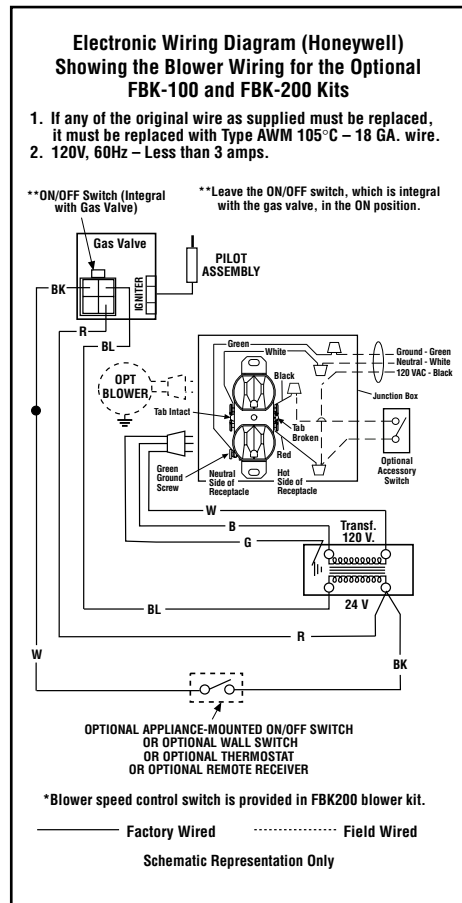 Electronic Wiring Diagram (Honeywell)
Showing the Blower Wiring for the Optional
FBK-100 and FBK-200 Kits
1. If any of the original wire as supplied must be replaced,
it must be replaced with Type AWM 105°C – 18 GA. wire.
2. 120V, 60Hz – Less than 3 amps.
**ON/OFF Switch (Integral
with Gas Valve)
**Leave the ON/OFF switch, which is integral
with the gas valve, in the ON position.
Gas Valve
IGNITER
PILOT
ASSEMBLY
BK
R
BL
Green
White
Ground - Green
Neutral - White
120 VAC - Black
OPT
BLOWER
Black
Junction Box
Tab Intact
Tab
Broken
Red
Green
Ground
Screw
Neutral
Side of
Receptacle
Hot
Side of
Receptacle
Optional
Accessory
Switch
W
B
G
Transf.
120 V.
24 V
BL
R
W
BK
OPTIONAL APPLIANCE-MOUNTED ON/OFF SWITCH
OR OPTIONAL WALL SWITCH
OR OPTIONAL THERMOSTAT
OR OPTIONAL REMOTE RECEIVER
*Blower speed control switch is provided in FBK200 blower kit.
Factory Wired
Field Wired
Schematic Representation Only